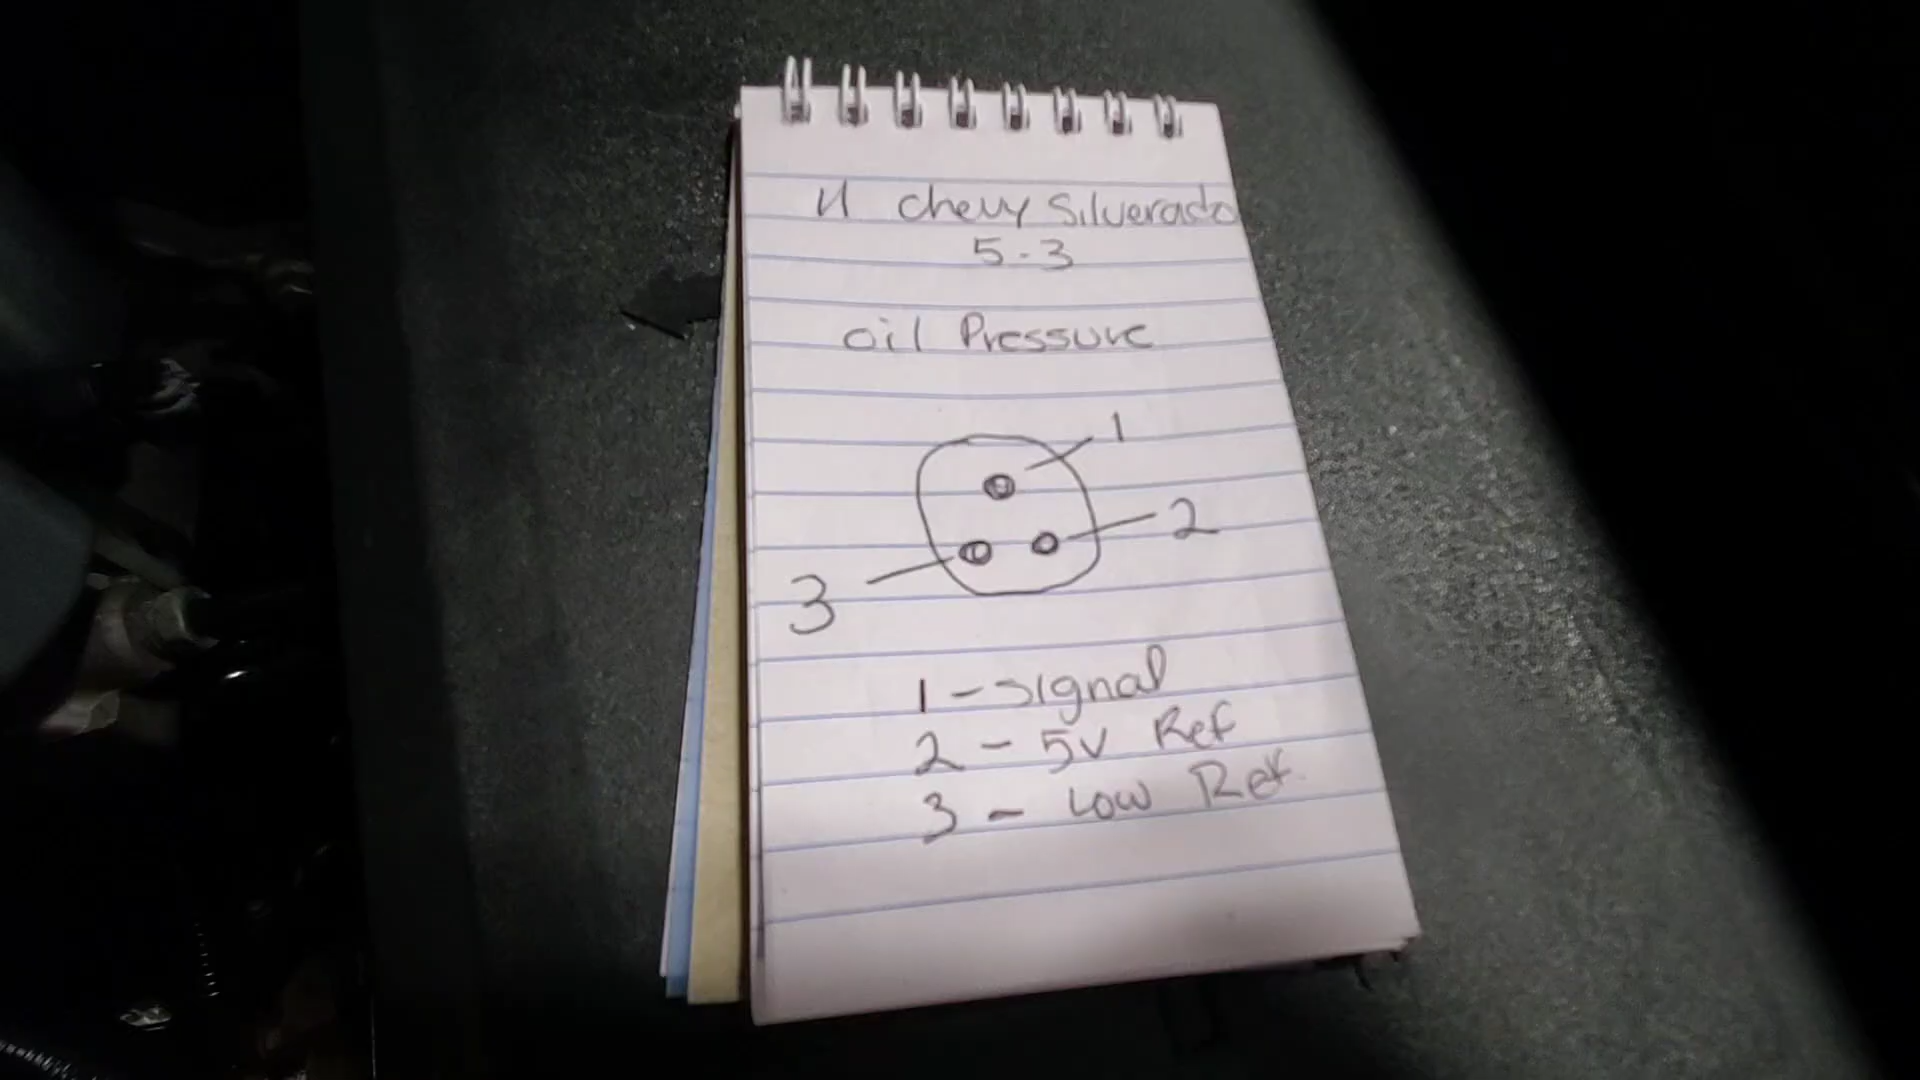 11 Chevy Silverado
5.3
oil Pressure
1
2
3
1 - Signal
2 - 5v Ref
3 - Low Ref.